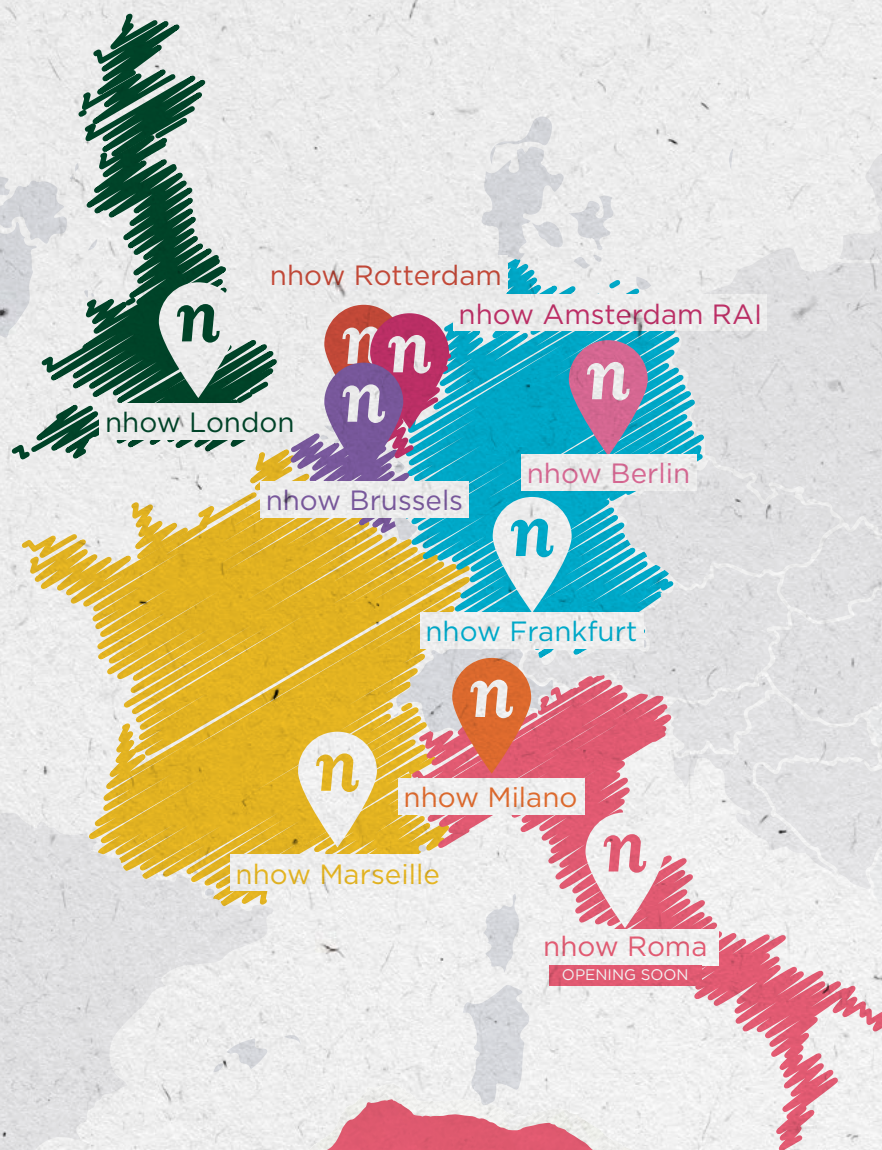 nhow Rotterdam
nhow Amsterdam RAI
n
n
n
n
n
nhow London
nhow Berlin
nhow Brussels
n
nhow Frankfurt
n
n
nhow Milano
n
nhow Marseille
nhow Roma
OPENING SOON